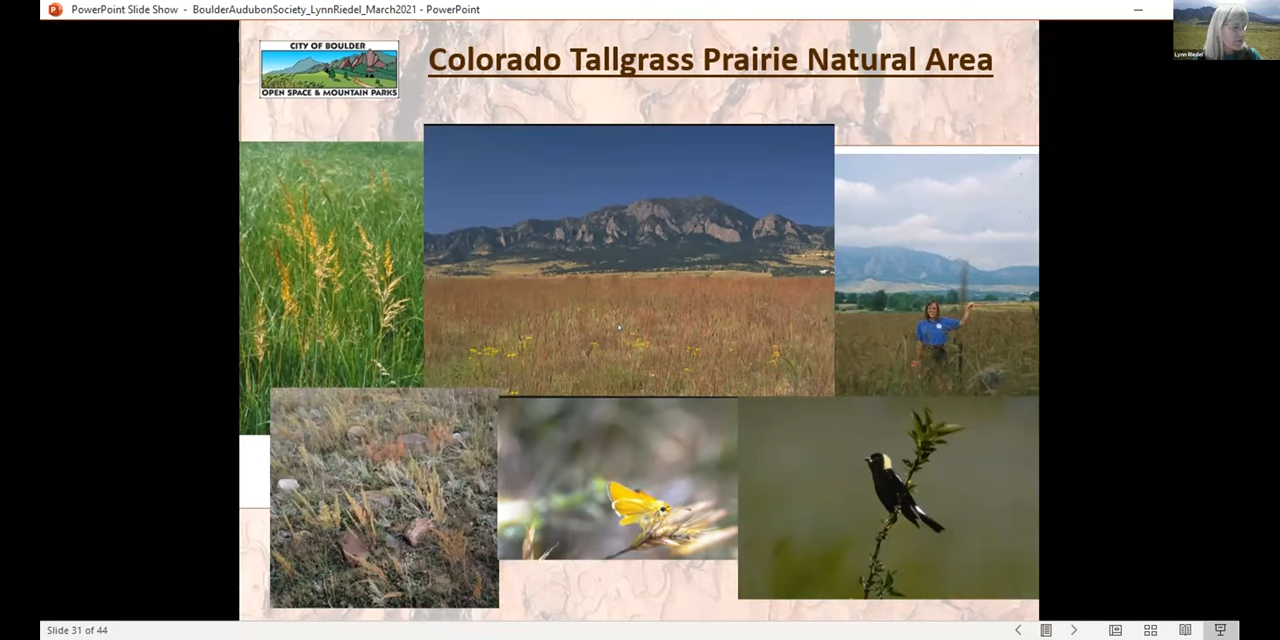 PowerPoint Slide Show - BoulderAudubonSociety_LynnRiedel_March2021 - PowerPoint
Lynn Riedel
CITY OF BOULDER
OPEN SPACE & MOUNTAIN PARKS
Colorado Tallgrass Prairie Natural Area
Slide 31 of 44